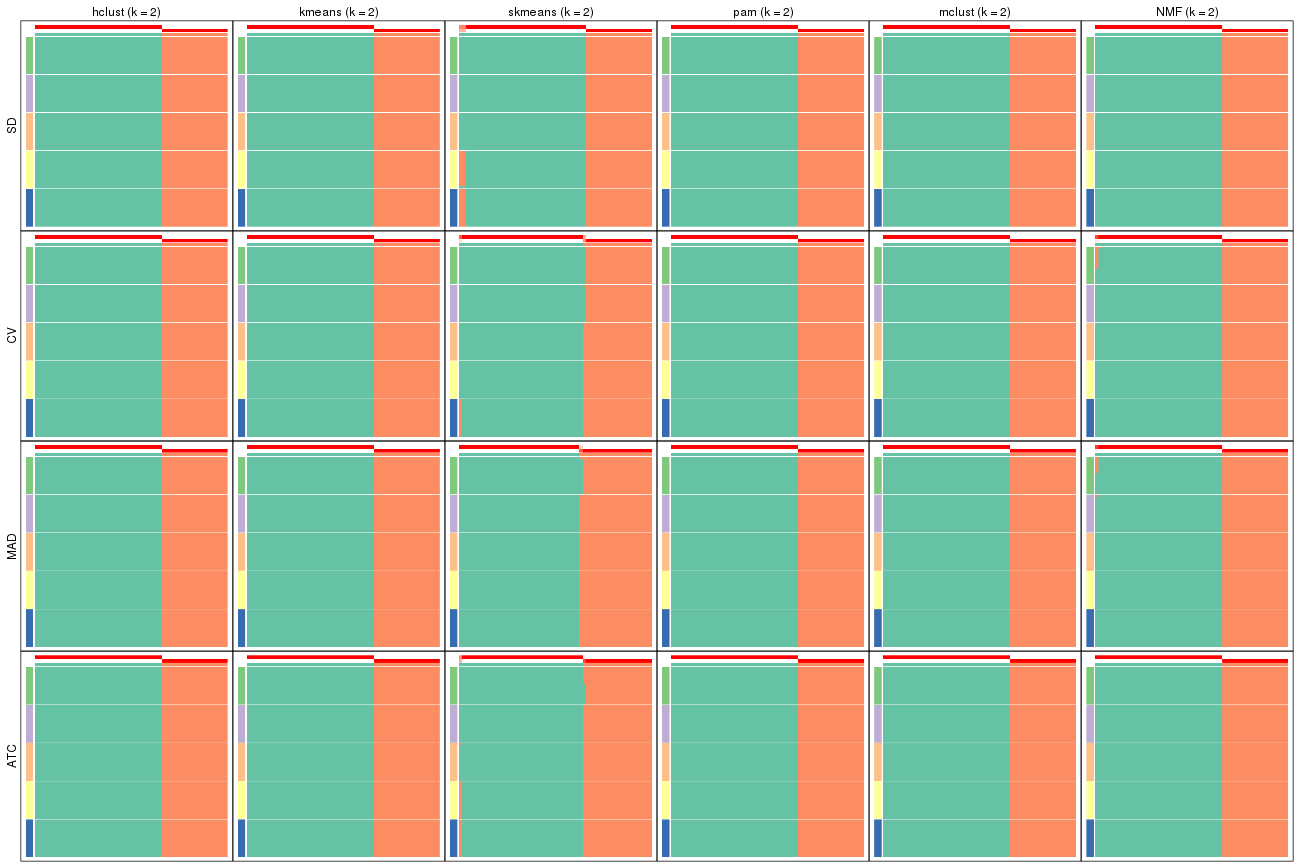 hclust (k = 2)
kmeans (k = 2)
skmeans (k = 2)
pam (k = 2)
mclust (k = 2)
NMF (k = 2)
SD
CV
MAD
ATC